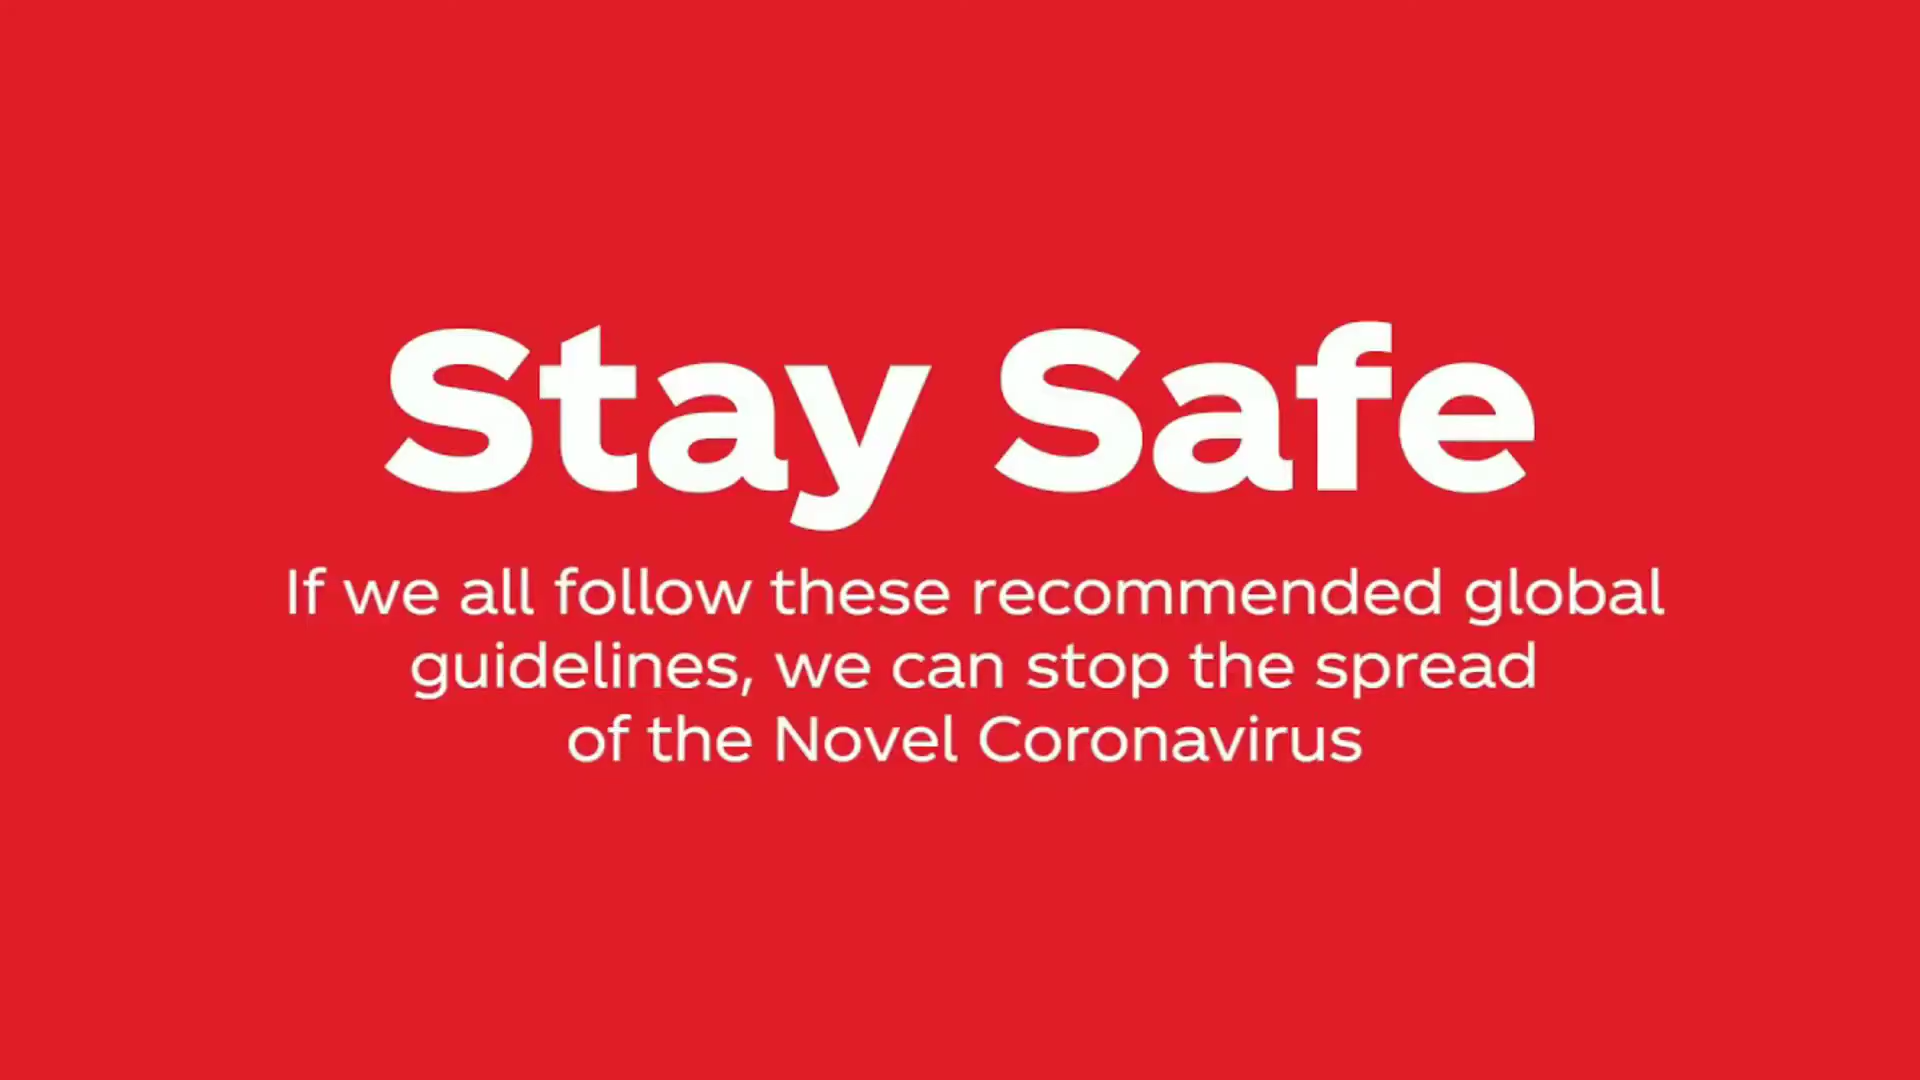 Stay Safe
If we all follow these recommended global
guidelines, we can stop the spread
of the Novel Coronavirus